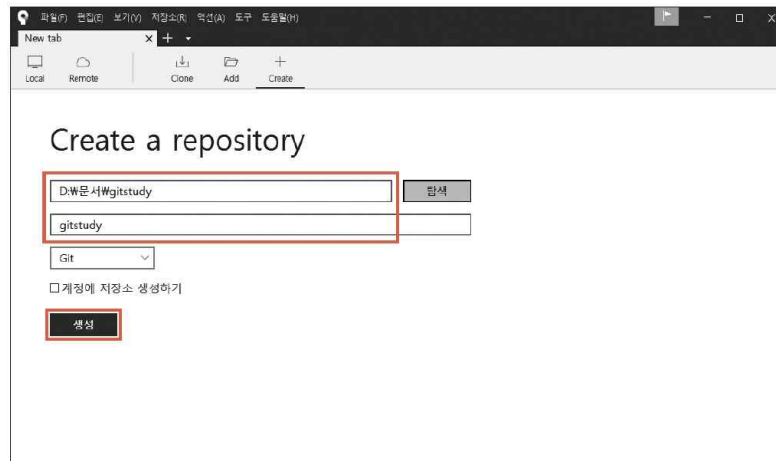 파일(F) 편집(E) 보기(V) 저장소(R) 액션(A) 도구 도움말(H)
New tab
Local Remote Clone Add Create
Create a repository
D:₩문서₩gitstudy 탐색
gitstudy
Git
계정에 저장소 생성하기
생성